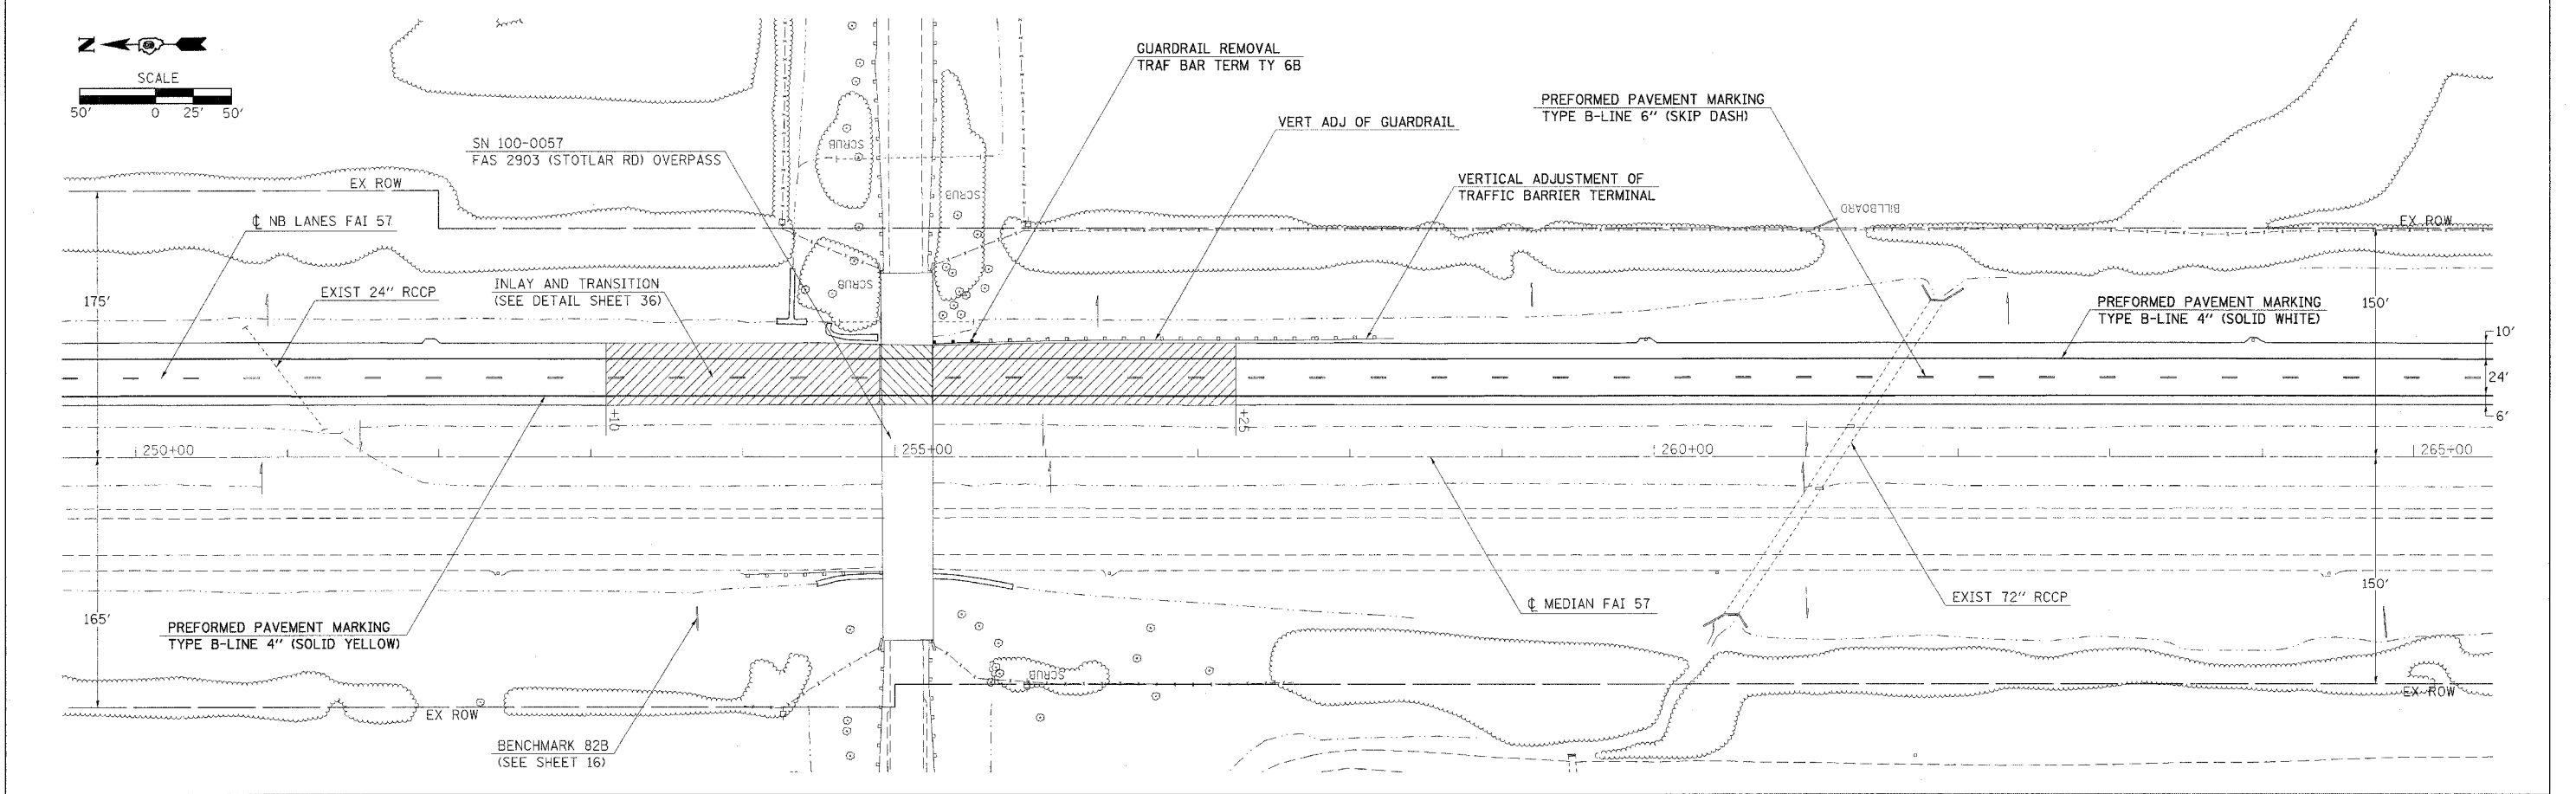 N
SCALE
50' 0 25' 50'
GUARDRAIL REMOVAL
TRAF BAR TERM TY 6B
PREFORMED PAVEMENT MARKING
TYPE B-LINE 6" (SKIP DASH)
VERT ADJ OF GUARDRAIL
SN 100-0057
FAS 2903 (STOTLAR RD) OVERPASS
SCRUB
EX ROW
VERTICAL ADJUSTMENT OF
TRAFFIC BARRIER TERMINAL
SCRUB
BILLBOARD
℄ NB LANES FAI 57
EX ROW
175'
EXIST 24" RCCP
INLAY AND TRANSITION
(SEE DETAIL SHEET 36)
SCRUB
PREFORMED PAVEMENT MARKING
TYPE B-LINE 4" (SOLID WHITE)
150'
10'
24'
6'
+10
+25
250+00
255+00
260+00
265+00
165'
PREFORMED PAVEMENT MARKING
TYPE B-LINE 4" (SOLID YELLOW)
℄ MEDIAN FAI 57
EXIST 72" RCCP
150'
SCRUB
EX ROW
EX ROW
BENCHMARK 82B
(SEE SHEET 16)